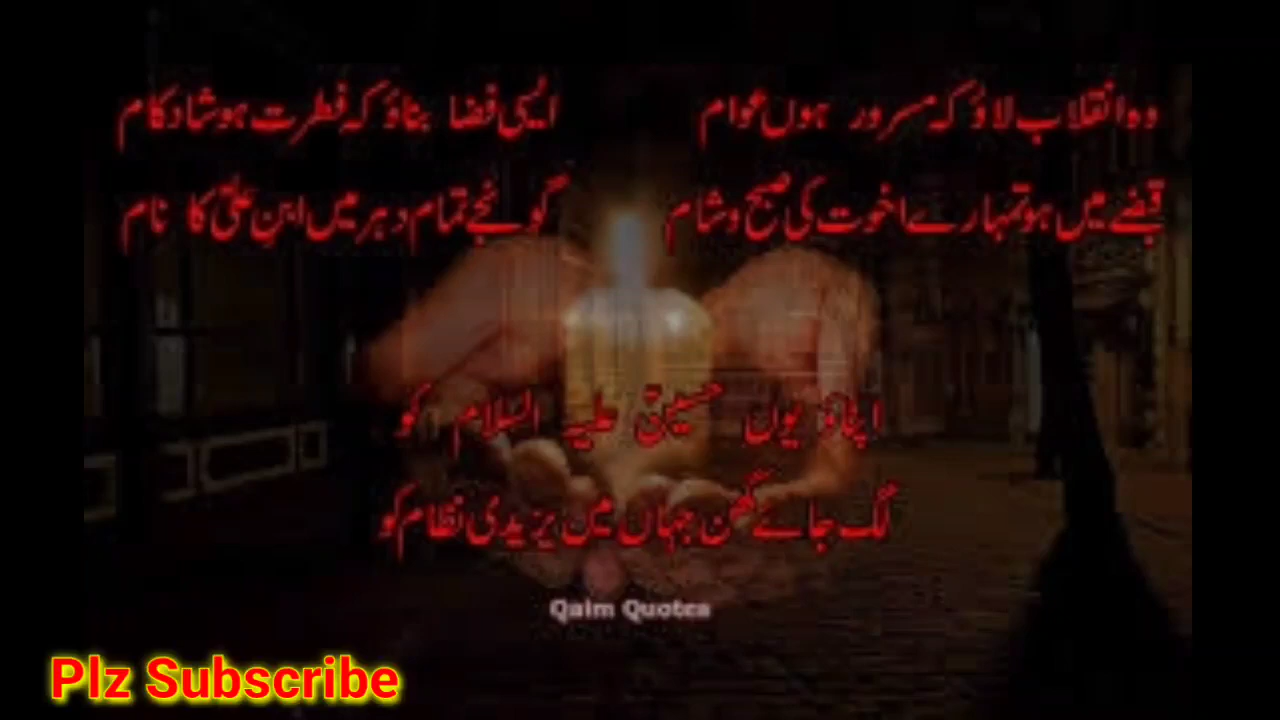 وہ انقلاب لاؤ کہ مسرور ہوں عوام ایسی فضا بناؤ کہ فطرت ہو شاد کام
قبضے میں ہو تمہارے اخوت کی صبح و شام گونجے تمام دہر میں ابنِ علیؑ کا نام
اپناؤ یوں حسینؑ علیہ السلام کو
لگ جائے گھن جہاں میں یزیدی نظام کو
Qaim Quotes
Plz Subscribe